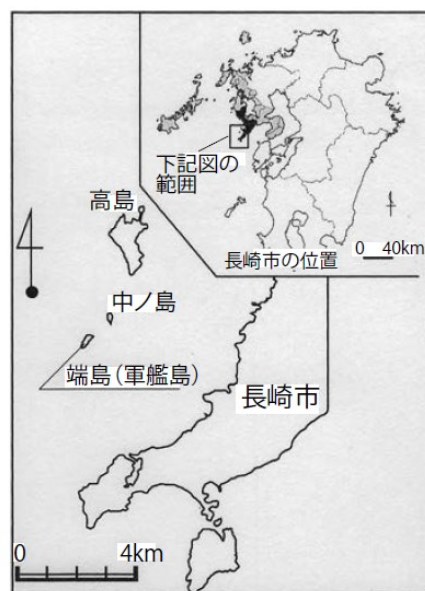 下記図の
範囲
0 40km
長崎市の位置
高島
中ノ島
端島(軍艦島)
長崎市
0 4km